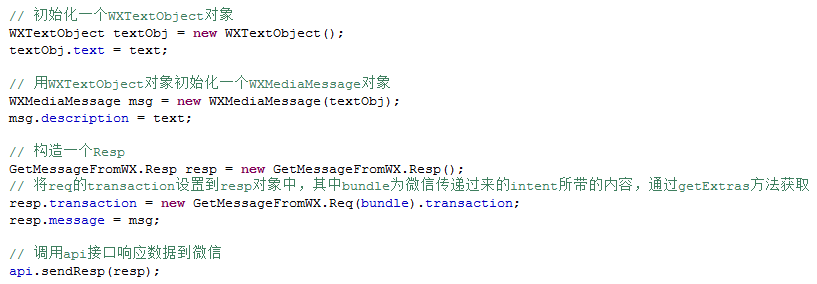 // 初始化一个WXTextObject对象
WXTextObject textObj = new WXTextObject();
textObj.text = text;
// 用WXTextObject对象初始化一个WXMediaMessage对象
WXMediaMessage msg = new WXMediaMessage(textObj);
msg.description = text;
// 构造一个Resp
GetMessageFromWX.Resp resp = new GetMessageFromWX.Resp();
// 将req的transaction设置到resp对象中，其中bundle为微信传递过来的intent所带的内容，通过getExtras方法获取
resp.transaction = new GetMessageFromWX.Req(bundle).transaction;
resp.message = msg;
// 调用api接口响应数据到微信
api.sendResp(resp);